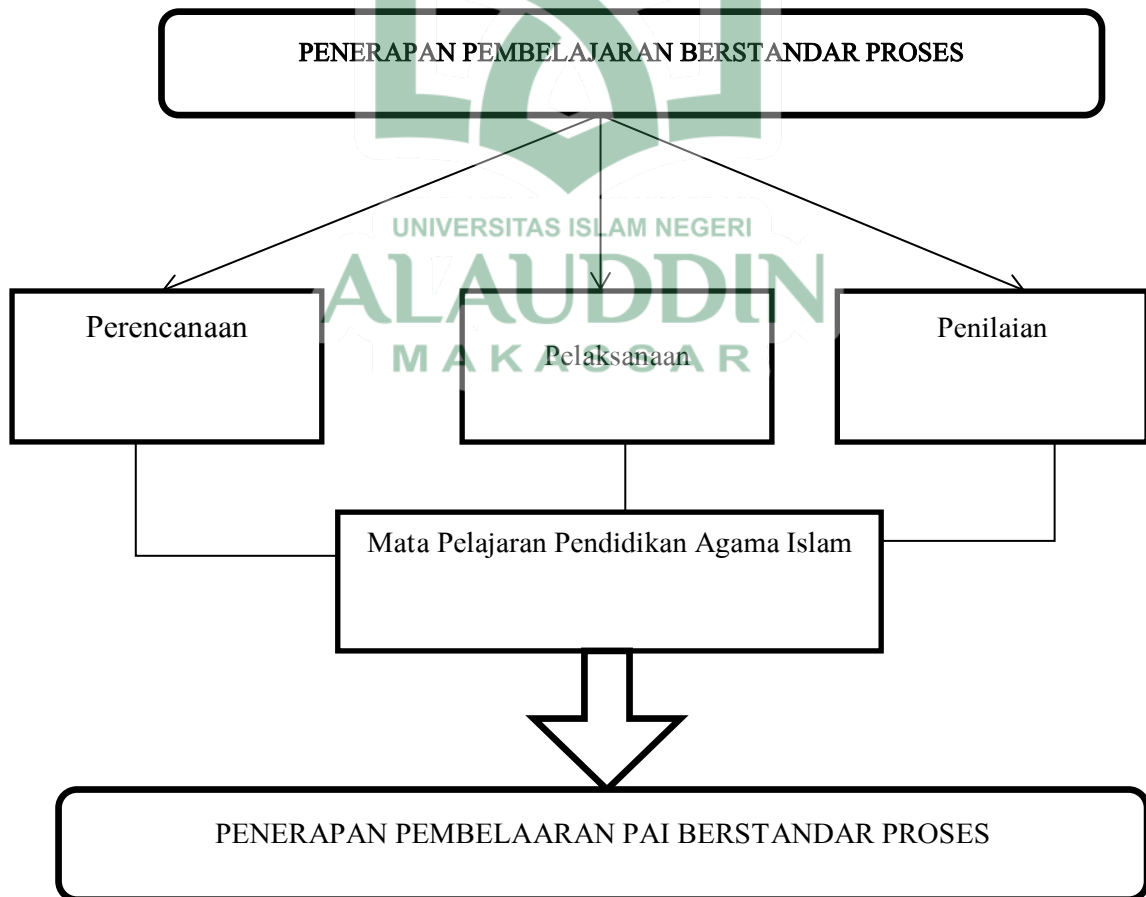 PENERAPAN PEMBELAJARAN BERSTANDAR PROSES
UNIVERSITAS ISLAM NEGERI
ALAUDDIN
MAKASSAR
Perencanaan
Pelaksanaan
Penilaian
Mata Pelajaran Pendidikan Agama Islam
PENERAPAN PEMBELAARAN PAI BERSTANDAR PROSES